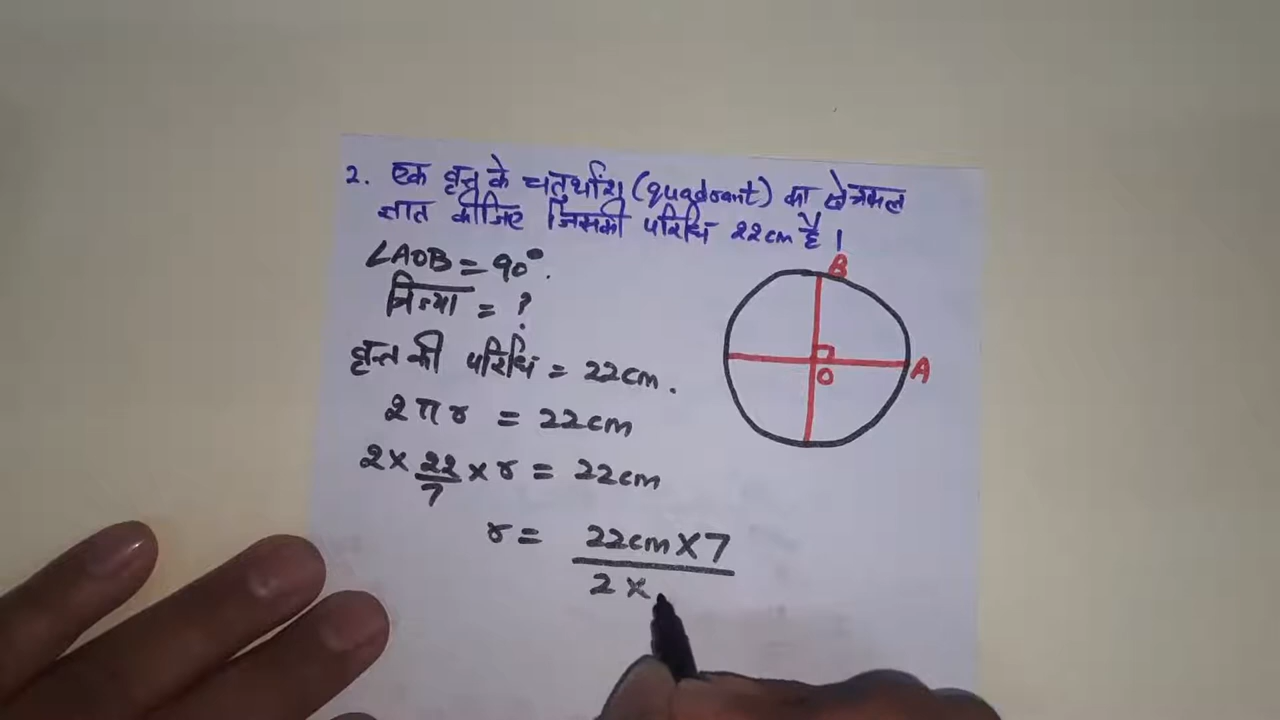 2. एक वृत्त के चतुर्थांश (quadrant) का क्षेत्रफल
ज्ञात कीजिए जिसकी परिधि 22cm है।
∠AOB = 90°.
त्रिज्या = ?
वृत्त की परिधि = 22cm.
2πr = 22cm
2 × 22/7 × r = 22cm
r = 22cm × 7
2 ×
B
O
A